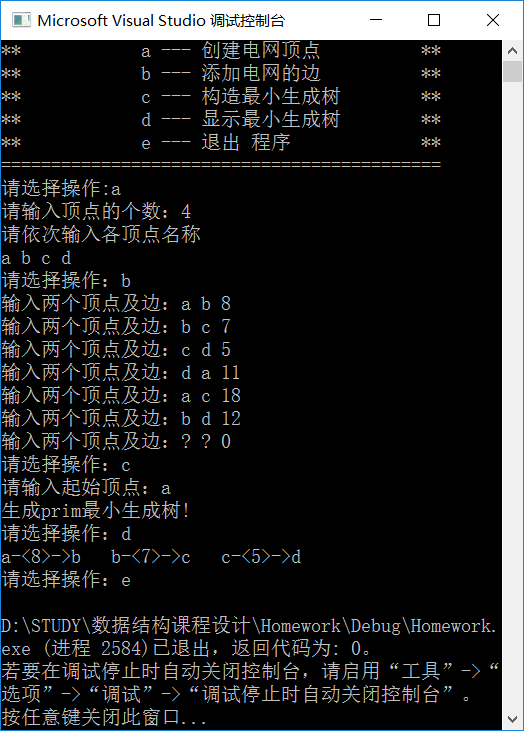 Microsoft Visual Studio 调试控制台
** a --- 创建电网顶点 **
** b --- 添加电网的边 **
** c --- 构造最小生成树 **
** d --- 显示最小生成树 **
** e --- 退出 程序 **
============================================
请选择操作:a
请输入顶点的个数：4
请依次输入各顶点名称
a b c d
请选择操作：b
输入两个顶点及边：a b 8
输入两个顶点及边：b c 7
输入两个顶点及边：c d 5
输入两个顶点及边：d a 11
输入两个顶点及边：a c 18
输入两个顶点及边：b d 12
输入两个顶点及边：? ? 0
请选择操作：c
请输入起始顶点：a
生成prim最小生成树!
请选择操作：d
a-<8>->b b-<7>->c c-<5>->d
请选择操作：e
D:\STUDY\数据结构课程设计\Homework\Debug\Homework.
exe (进程 2584)已退出，返回代码为: 0。
若要在调试停止时自动关闭控制台，请启用“工具”->“
选项”->“调试”->“调试停止时自动关闭控制台”。
按任意键关闭此窗口...